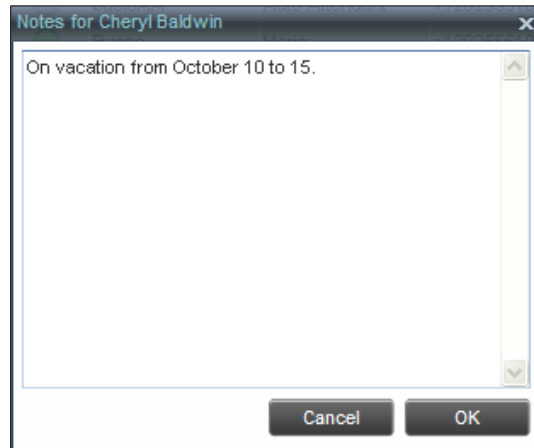 Notes for Cheryl Baldwin
On vacation from October 10 to 15.
Cancel
OK